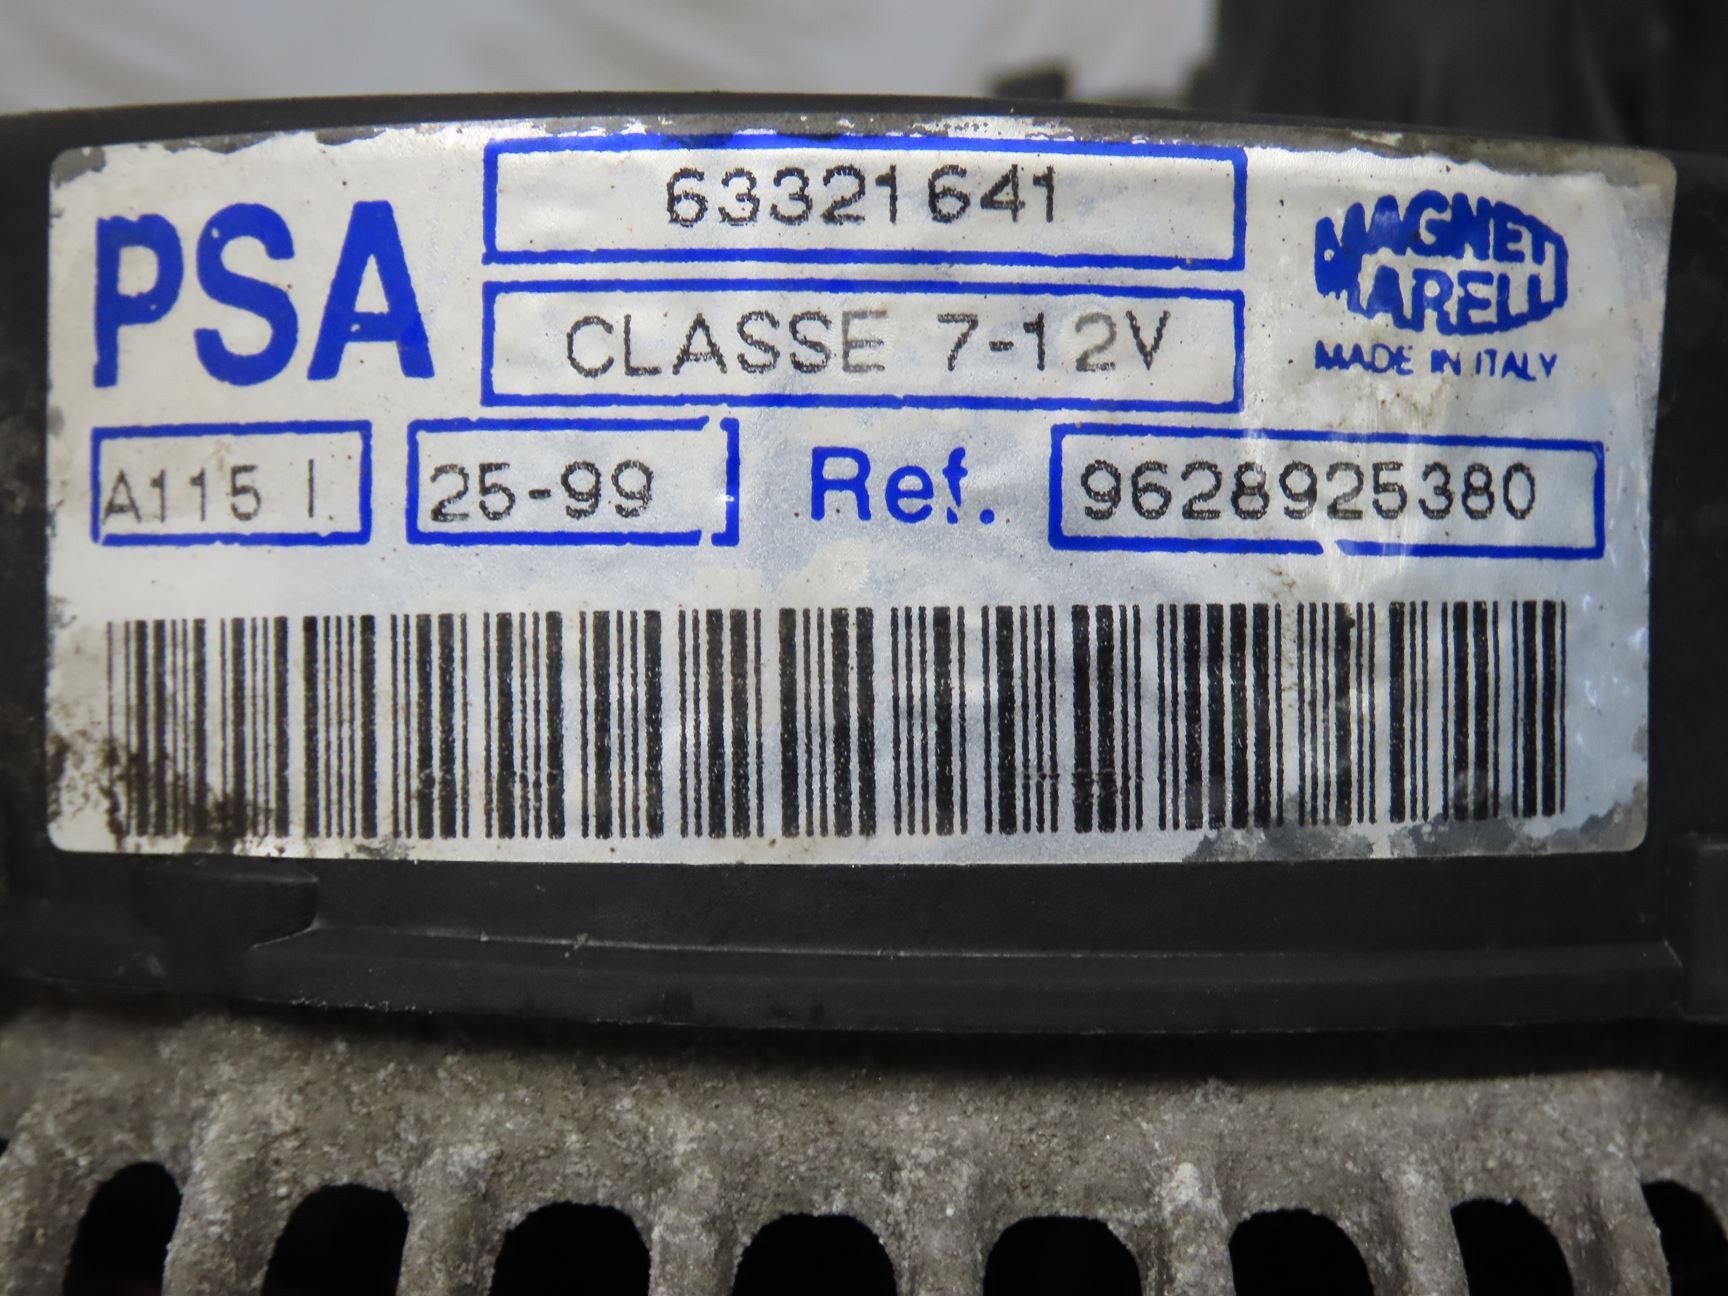 PSA
63321641
CLASSE 7-12V
MAGNETI
MARELLI
MADE IN ITALY
A115 I
25-99
Ref. 9628925380